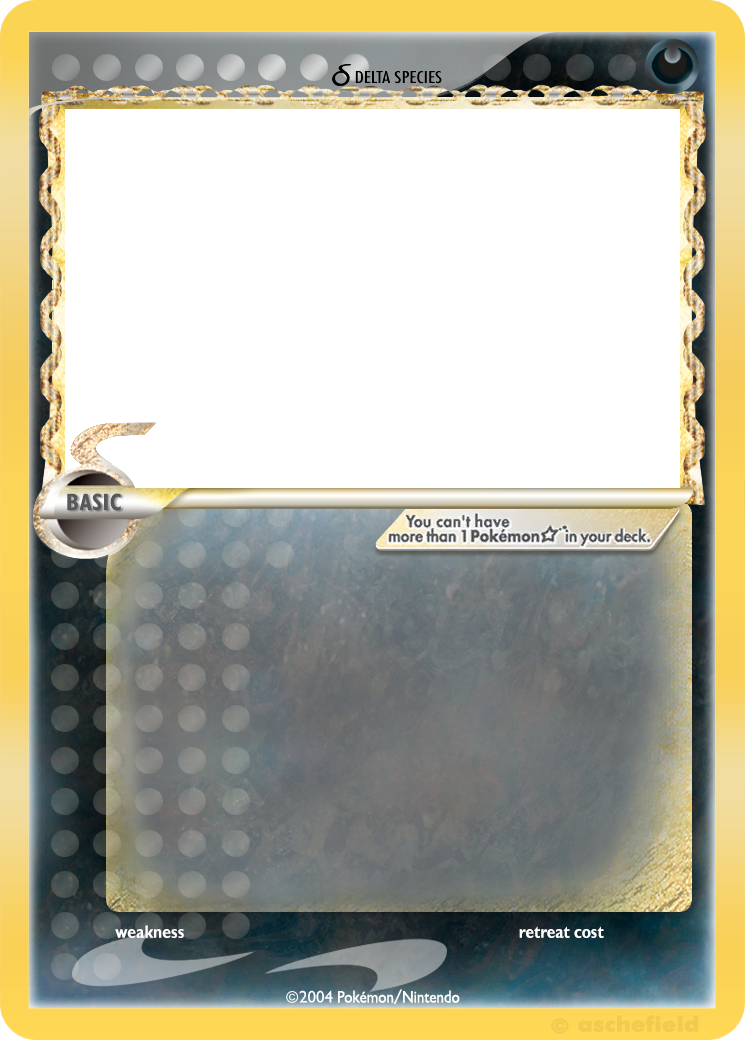 δ DELTA SPECIES
BASIC
You can't have
more than 1 Pokémon☆ in your deck.
weakness
retreat cost
©2004 Pokémon/Nintendo
© aschefield